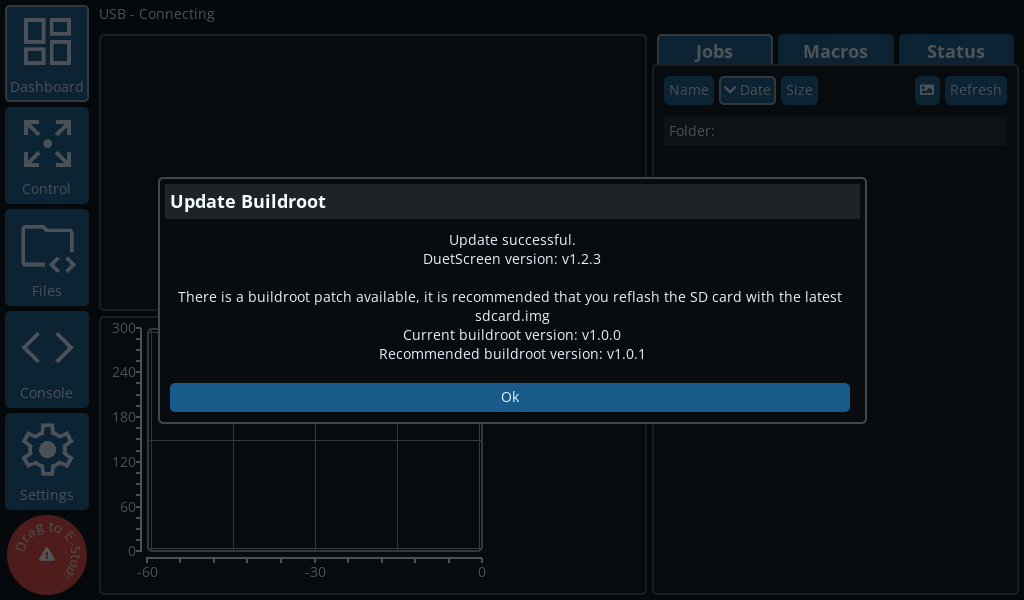 USB - Connecting
Dashboard
Control
Files
Console
Settings
Drag to E-Stop!
Jobs
Macros
Status
Name
Date
Size
Refresh
Folder:
Update Buildroot
Update successful.
DuetScreen version: v1.2.3
There is a buildroot patch available, it is recommended that you reflash the SD card with the latest
sdcard.img
Current buildroot version: v1.0.0
Recommended buildroot version: v1.0.1
Ok
300
240
180
120
60
0
-60
-30
0